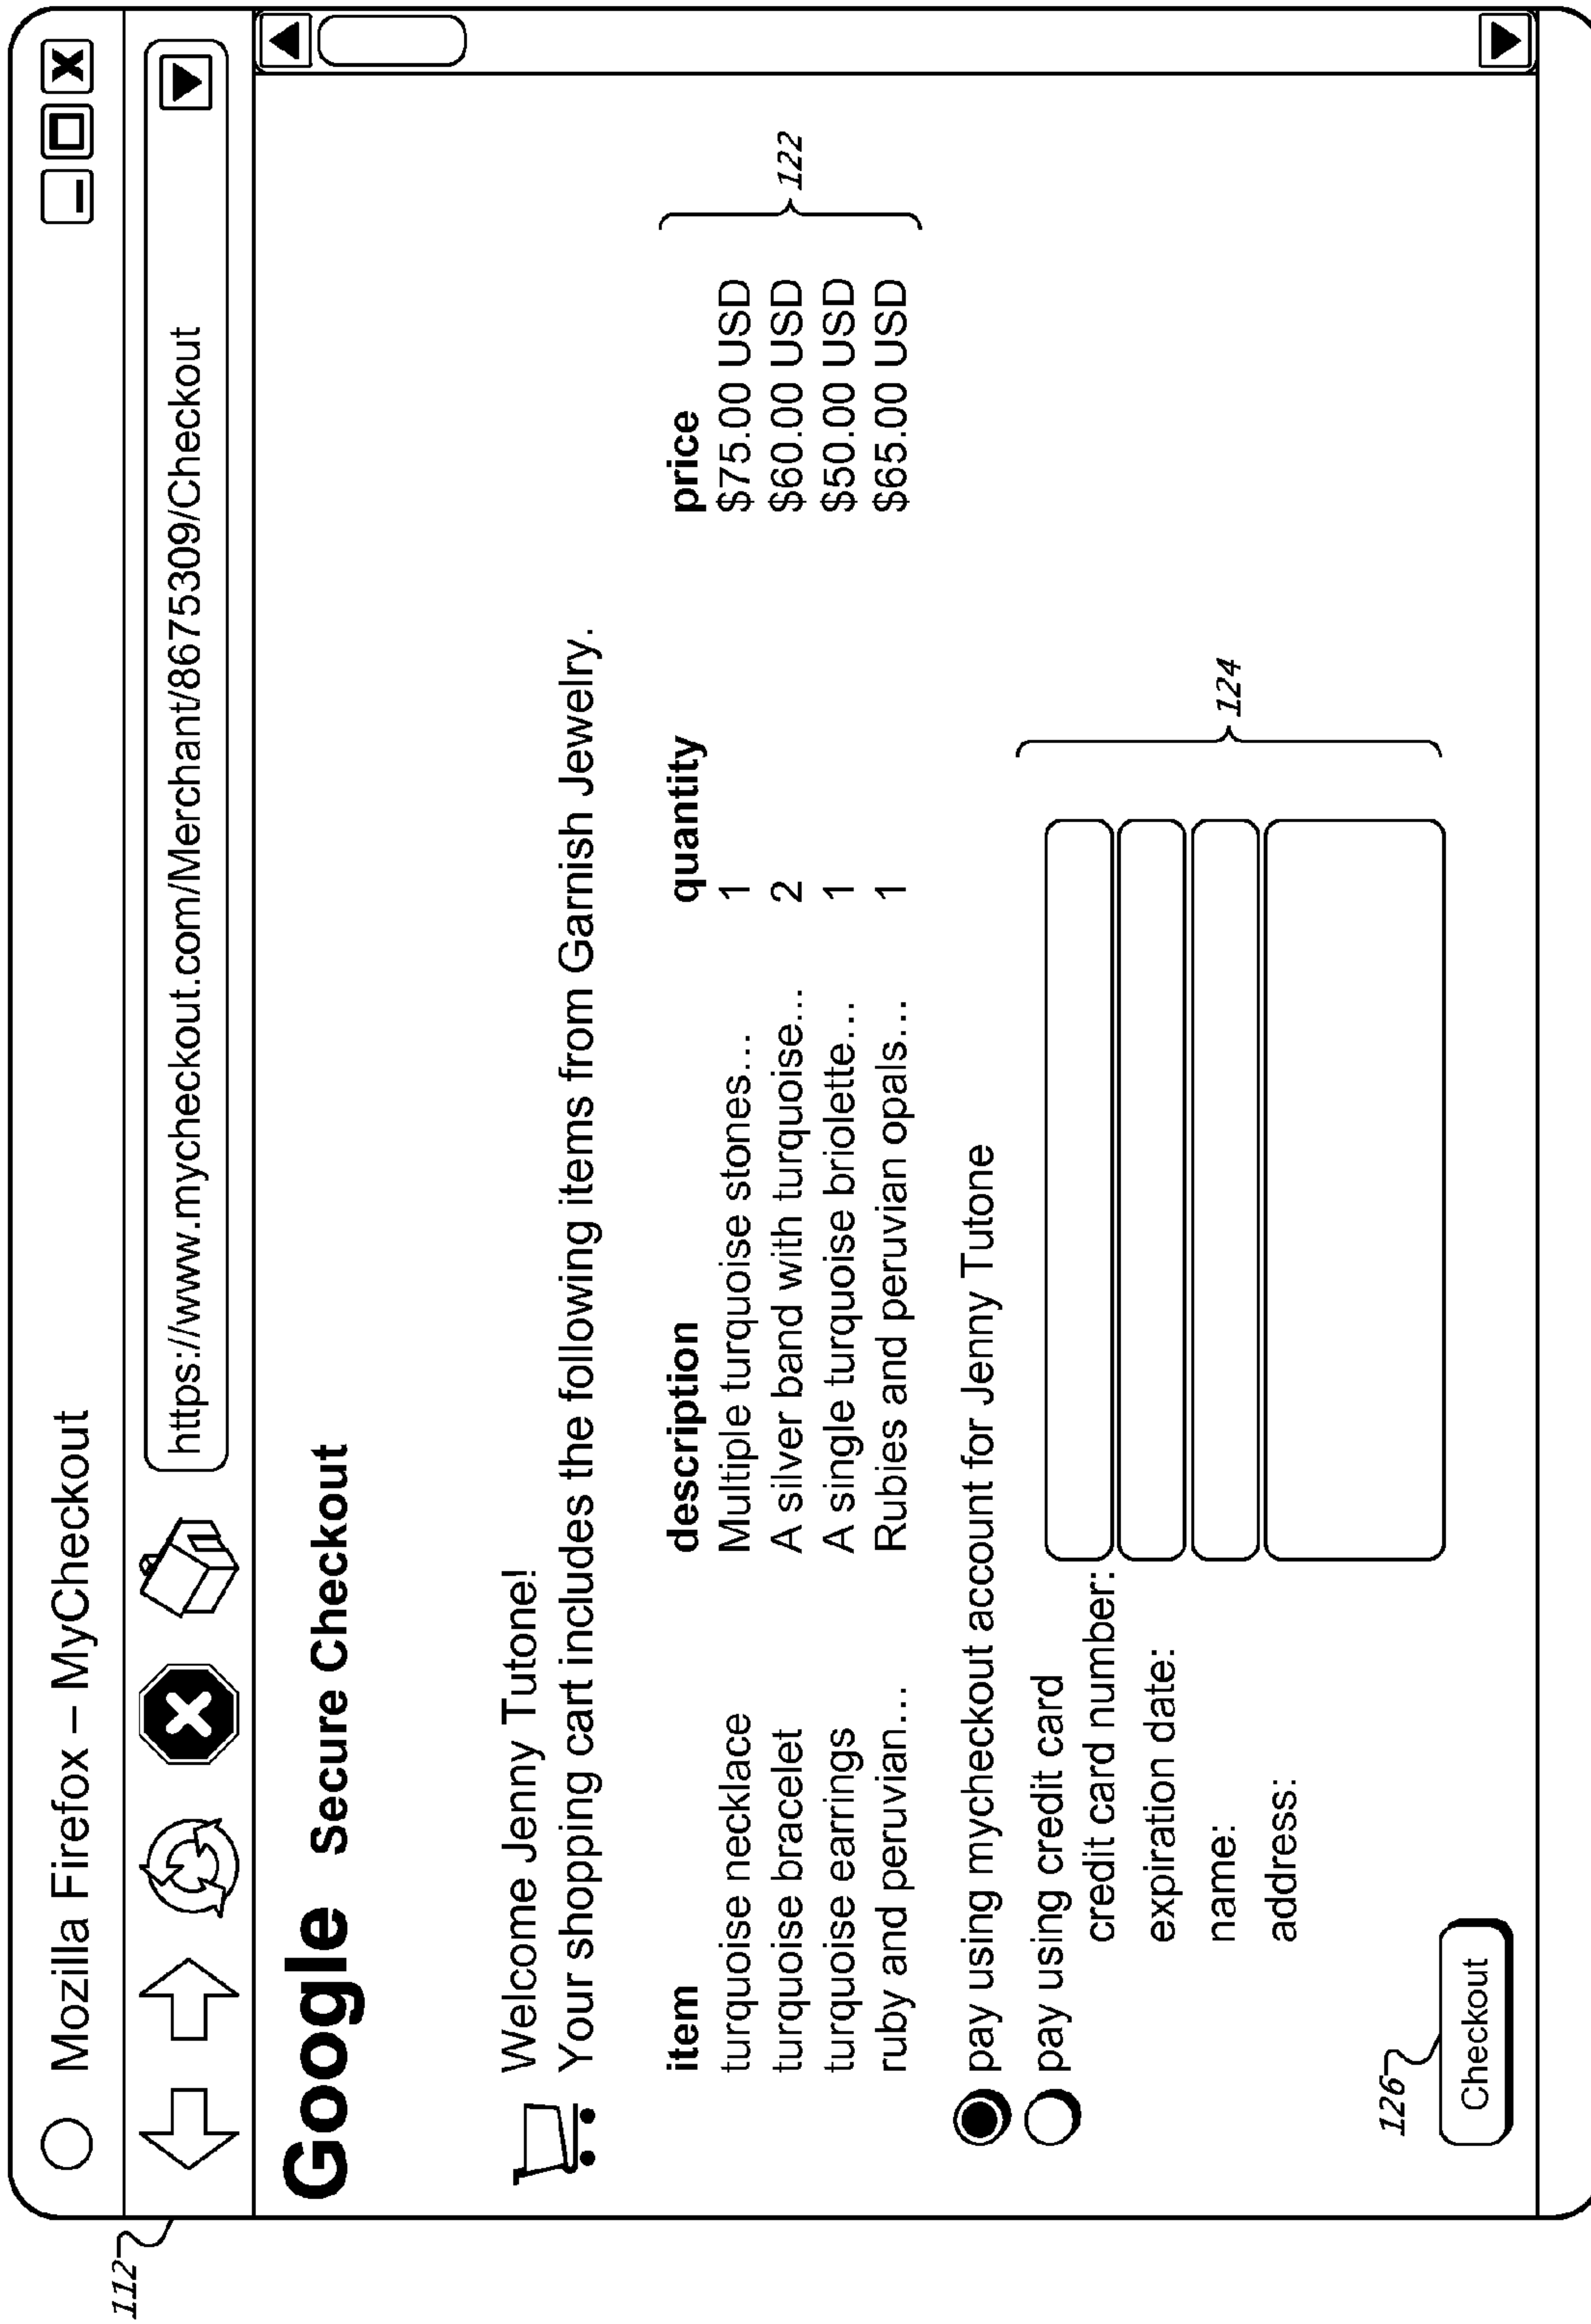 112
Mozilla Firefox – MyCheckout
https://www.mycheckout.com/Merchant/8675309/Checkout
Google Secure Checkout
Welcome Jenny Tutone!
Your shopping cart includes the following items from Garnish Jewelry.
item description quantity price
turquoise necklace Multiple turquoise stones... 1 $75.00 USD
turquoise bracelet A silver band with turquoise... 2 $60.00 USD
turquoise earrings A single turquoise briolette... 1 $50.00 USD
ruby and peruvian... Rubies and peruvian opals... 1 $65.00 USD
122
pay using mycheckout account for Jenny Tutone
pay using credit card
credit card number:
expiration date:
name:
address:
124
126
Checkout